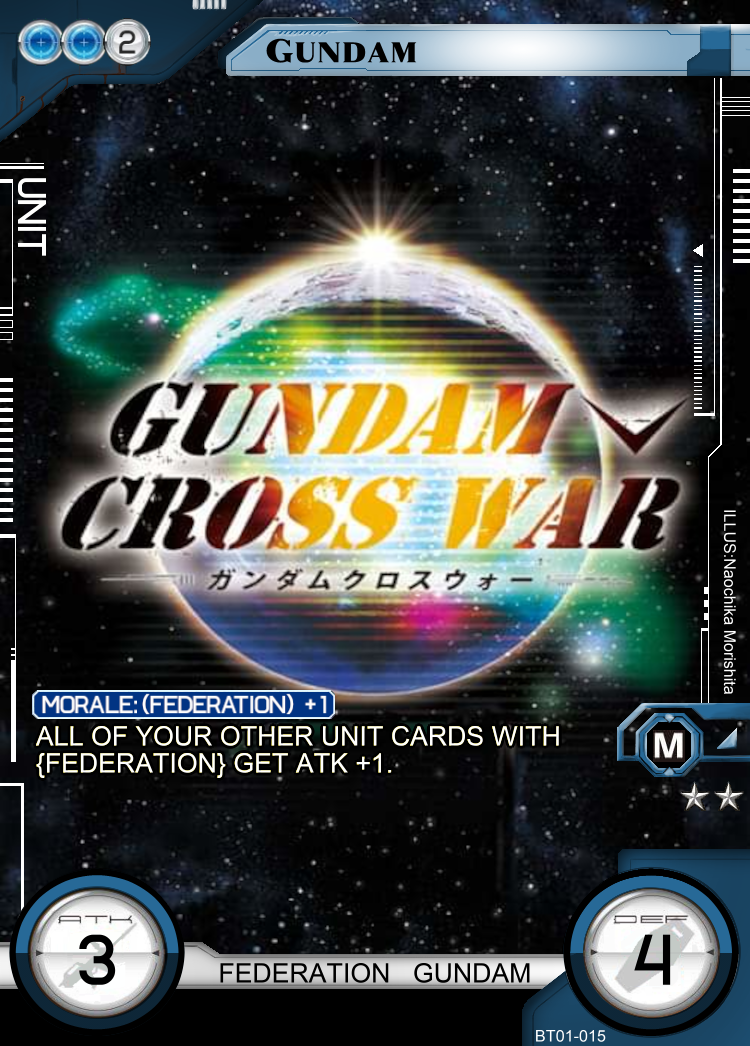 2
GUNDAM
UNIT
GUNDAM
CROSS WAR
ガンダムクロスウォー
ILLUS:Naochika Morishita
MORALE:(FEDERATION) +1
ALL OF YOUR OTHER UNIT CARDS WITH
{FEDERATION} GET ATK +1.
M
ATK
3
FEDERATION GUNDAM
DEF
4
BT01-015